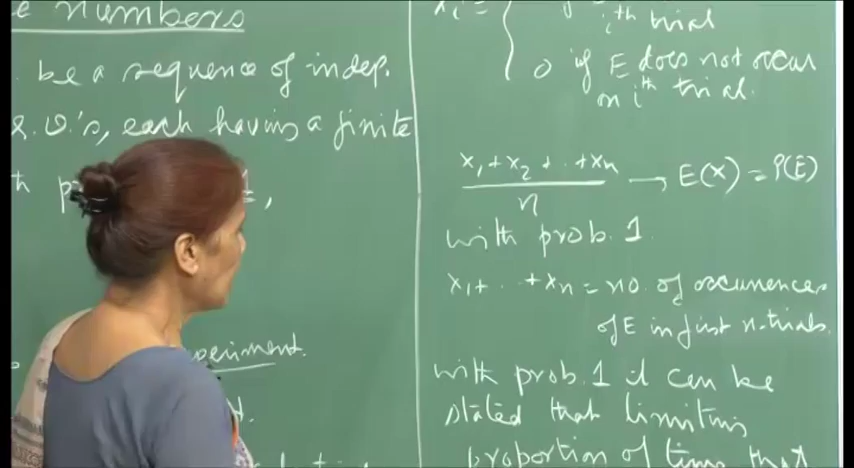 e numbers
be a sequence of indep.
r.v.'s, each having a finite
th p 1,
periment.
xᵢ =
iᵗʰ trial
0 if E does not occur
on iᵗʰ trial.
x₁+x₂+..+xₙ
n
→ E(X) = P(E)
with prob. 1.
x₁+ .. +xₙ = no. of occurrences
of E in first n-trials.
with prob. 1 it can be
stated that limiting
proportion of time that